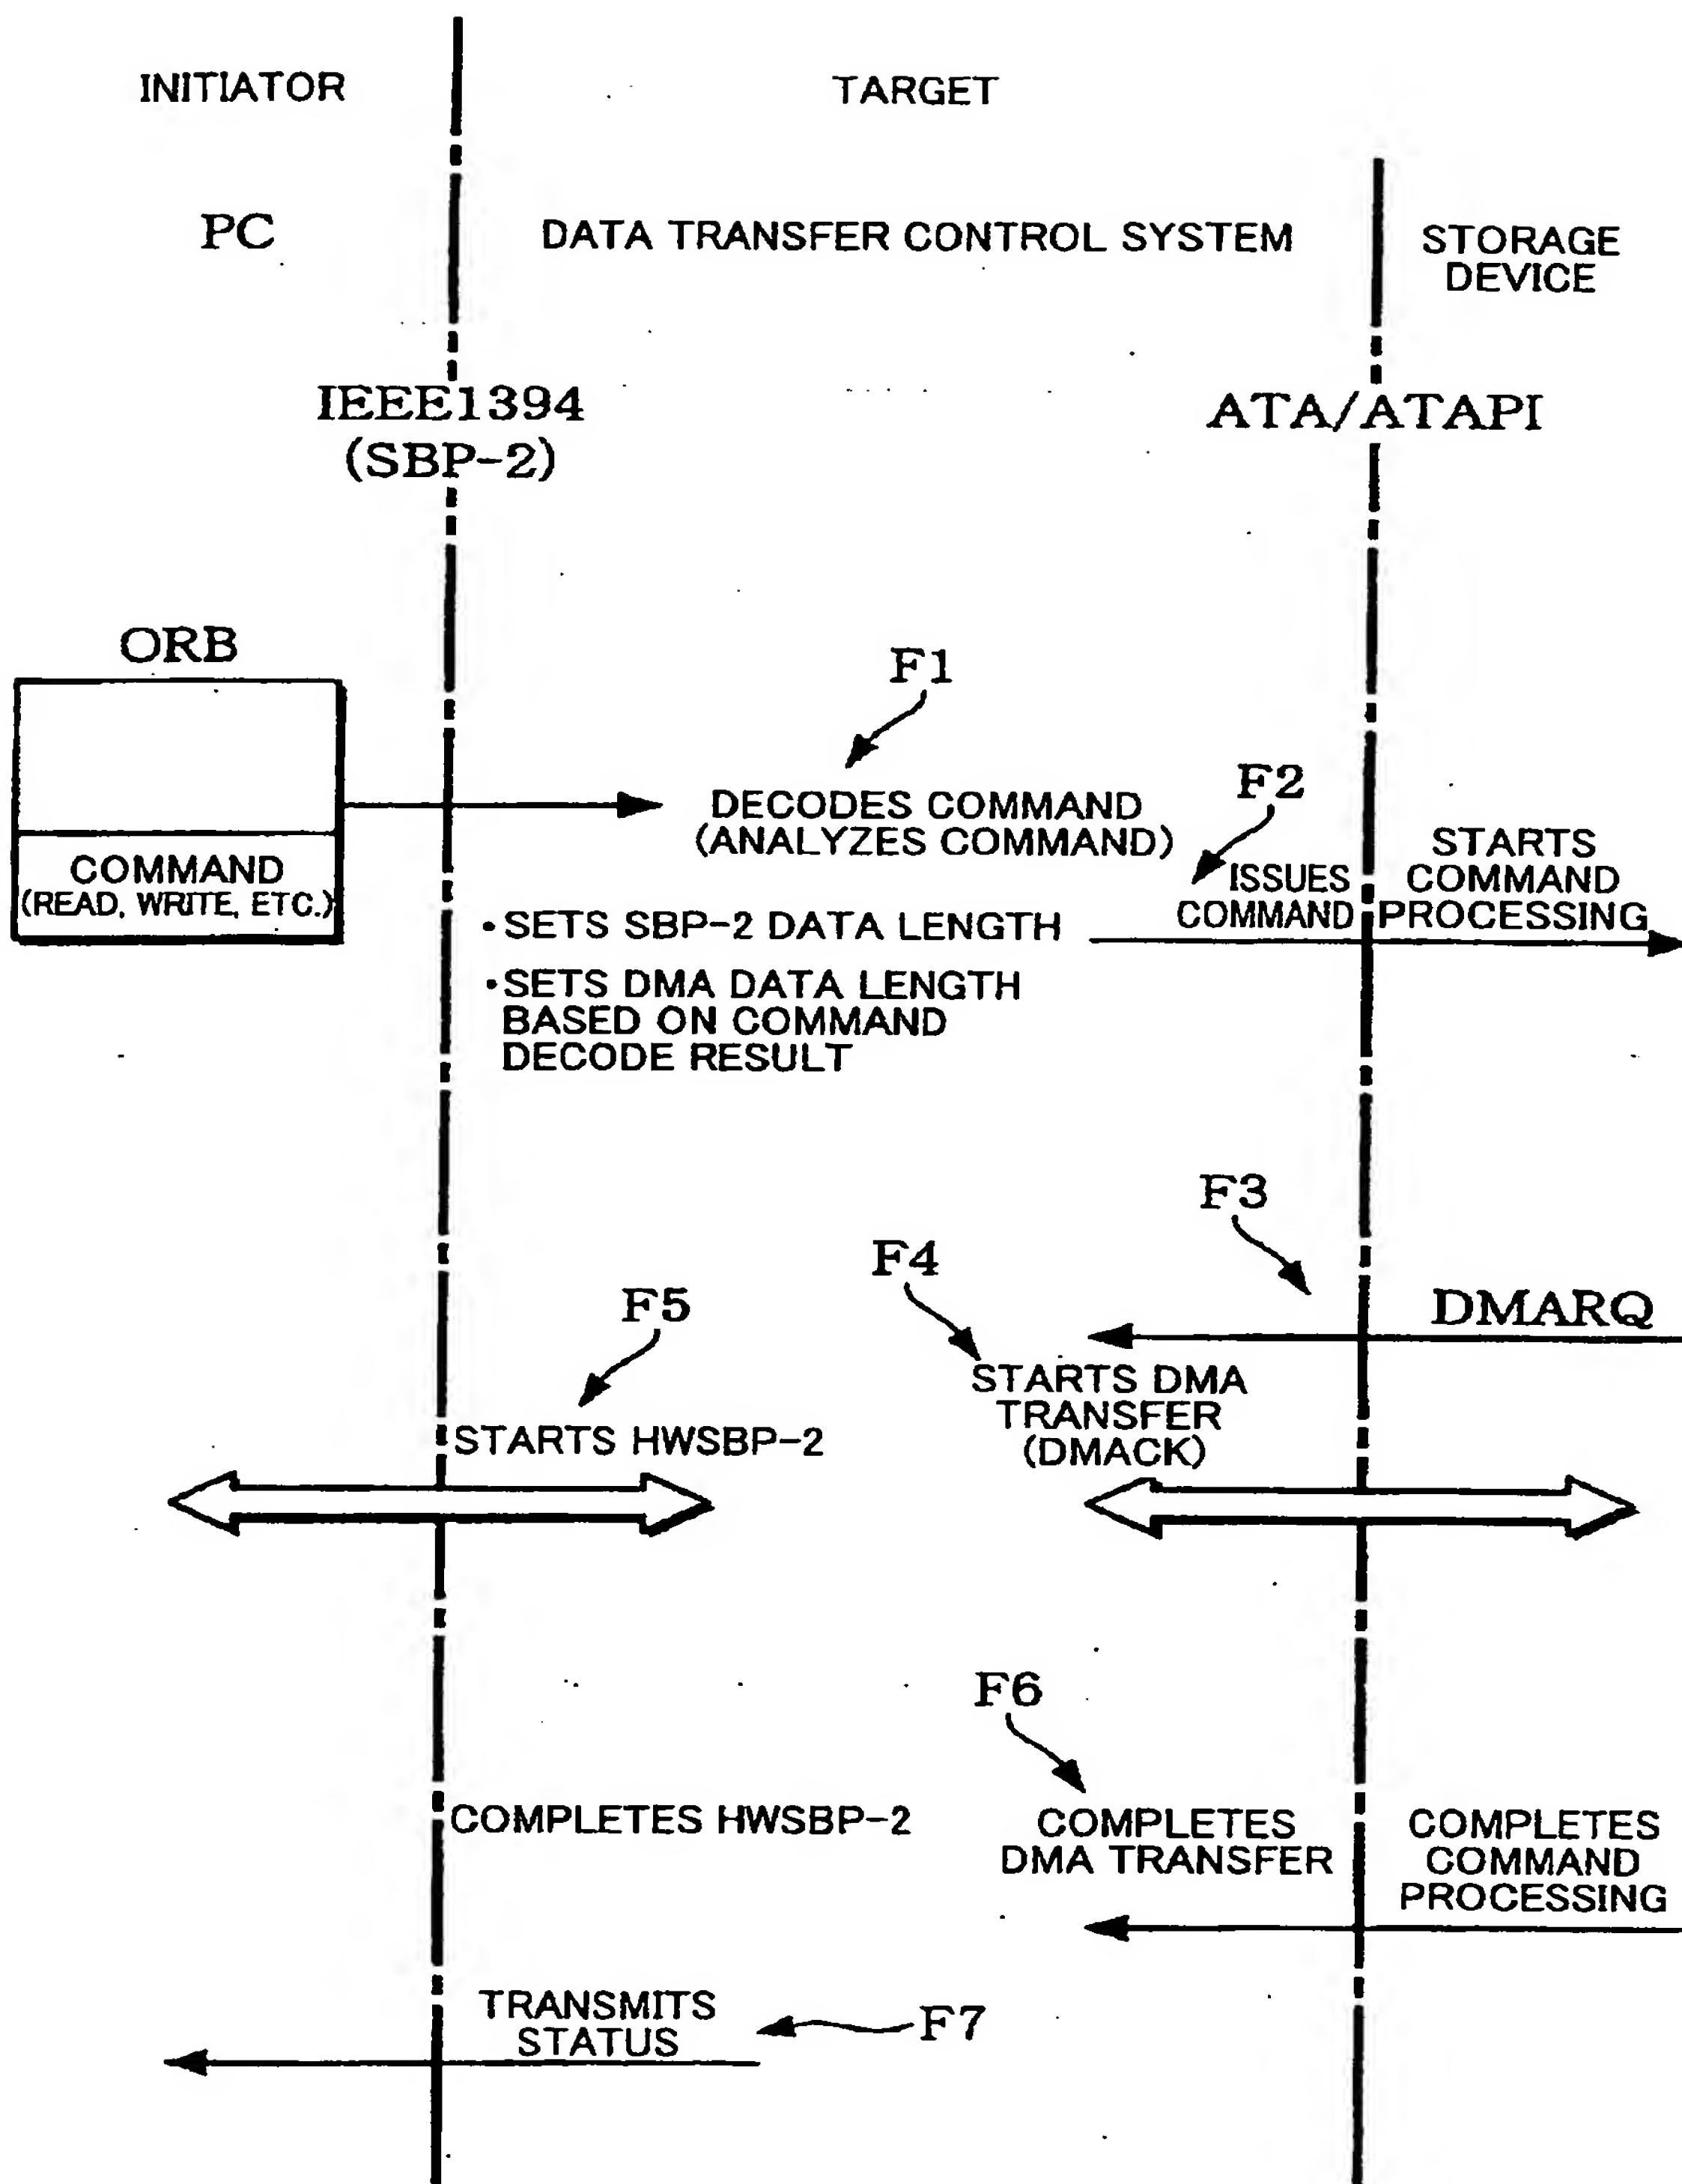 INITIATOR
TARGET
PC
DATA TRANSFER CONTROL SYSTEM
STORAGE
DEVICE
IEEE1394
(SBP-2)
ATA/ATAPI
ORB
F1
F2
DECODES COMMAND
(ANALYZES COMMAND)
COMMAND
(READ, WRITE, ETC.)
ISSUES
COMMAND
STARTS
COMMAND
PROCESSING
•SETS SBP-2 DATA LENGTH
•SETS DMA DATA LENGTH
BASED ON COMMAND
DECODE RESULT
F3
F4
F5
DMARQ
STARTS DMA
TRANSFER
(DMACK)
STARTS HWSBP-2
F6
COMPLETES HWSBP-2
COMPLETES
DMA TRANSFER
COMPLETES
COMMAND
PROCESSING
TRANSMITS
STATUS
F7